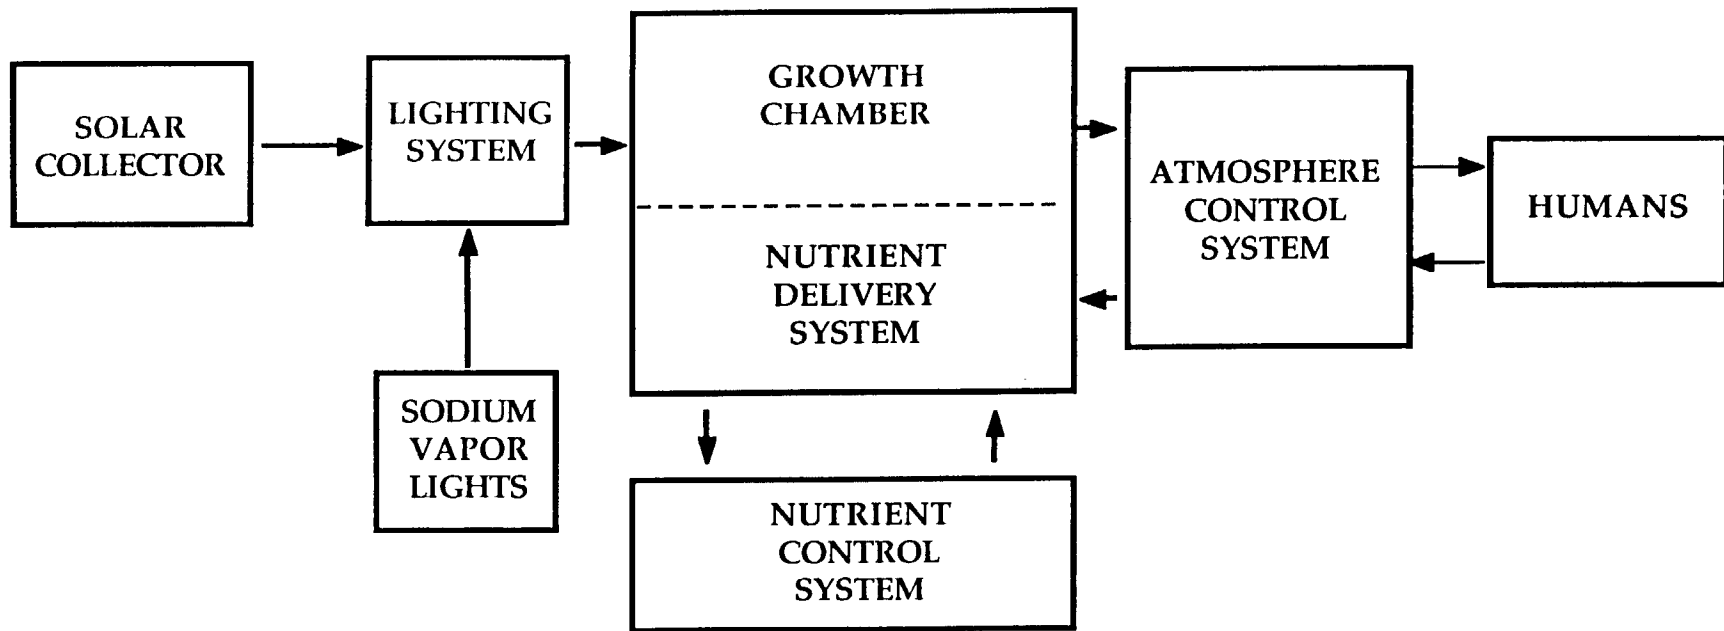 SOLAR
COLLECTOR
LIGHTING
SYSTEM
SODIUM
VAPOR
LIGHTS
GROWTH
CHAMBER
NUTRIENT
DELIVERY
SYSTEM
NUTRIENT
CONTROL
SYSTEM
ATMOSPHERE
CONTROL
SYSTEM
HUMANS